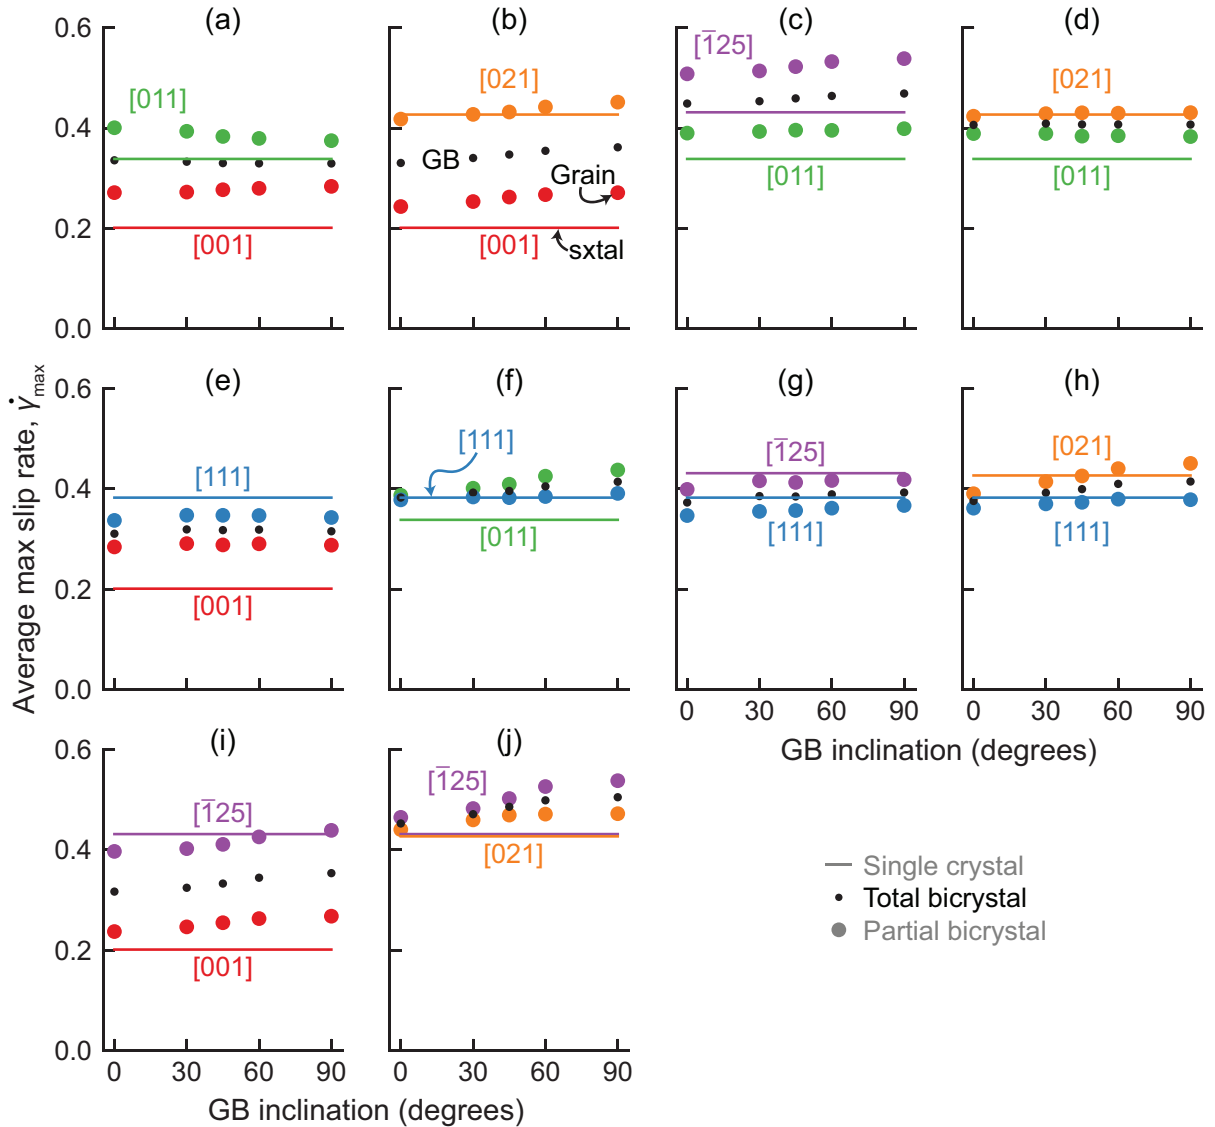 (a) (b) (c) (d)
0.6
0.4
0.2
0.0
[011]
[001]
[021]
GB
Grain
[001]
sxtal
[1̅25]
[011]
[021]
[011]
Average max slip rate, γ̇max
(e) (f) (g) (h)
0.6
0.4
0.2
0.0
[111]
[001]
[111]
[011]
[1̅25]
[111]
[021]
[111]
0 30 60 90 0 30 60 90
GB inclination (degrees)
(i) (j)
0.6
0.4
0.2
0.0
[1̅25]
[001]
[1̅25]
[021]
0 30 60 90 0 30 60 90
GB inclination (degrees)
Single crystal
Total bicrystal
Partial bicrystal